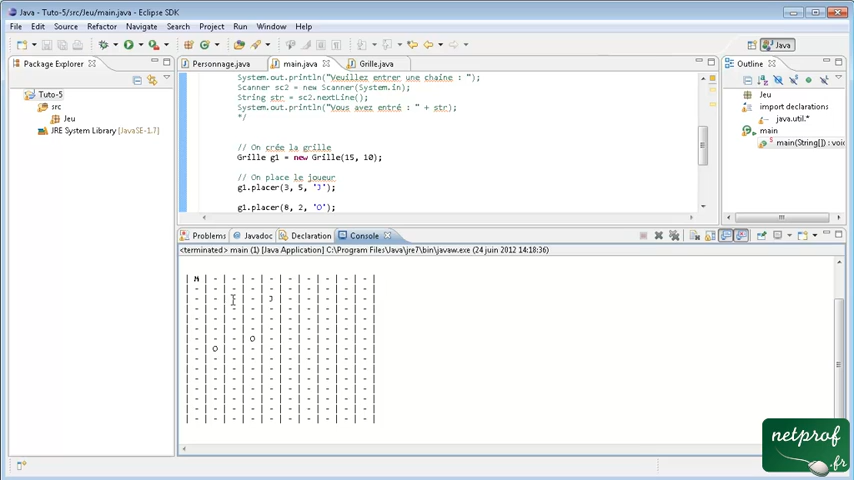 Java - Tuto-5/src/Jeu/main.java - Eclipse SDK
File Edit Source Refactor Navigate Search Project Run Window Help
Java
Package Explorer
Personnage.java main.java Grille.java
Outline
Tuto-5
src
Jeu
JRE System Library [JavaSE-1.7]
System.out.println("Veuillez entrer une chaîne : ");
Scanner sc2 = new Scanner(System.in);
String str = sc2.nextLine();
System.out.println("Vous avez entré : " + str);
*/
// On crée la grille
Grille g1 = new Grille(15, 10);
// On place le joueur
g1.placer(3, 5, 'J');
g1.placer(8, 2, 'O');
Jeu
import declarations
java.util.*
main
main(String[]) : voi
Problems Javadoc Declaration Console
<terminated> main (1) [Java Application] C:\Program Files\Java\jre7\bin\javaw.exe (24 juin 2012 14:18:36)
| M | - | - | - | - | - | - | - | - | - |
| - | - | - | - | - | - | - | - | - | - |
| - | - | - | - | J | - | - | - | - | - |
| - | - | - | - | - | - | - | - | - | - |
| - | - | - | - | - | - | - | - | - | - |
| - | - | - | - | - | - | - | - | - | - |
| - | - | - | O | - | - | - | - | - | - |
| - | O | - | - | - | - | - | - | - | - |
| - | - | - | - | - | - | - | - | - | - |
| - | - | - | - | - | - | - | - | - | - |
| - | - | - | - | - | - | - | - | - | - |
| - | - | - | - | - | - | - | - | - | - |
| - | - | - | - | - | - | - | - | - | - |
| - | - | - | - | - | - | - | - | - | - |
| - | - | - | - | - | - | - | - | - | - |
netprof
.fr